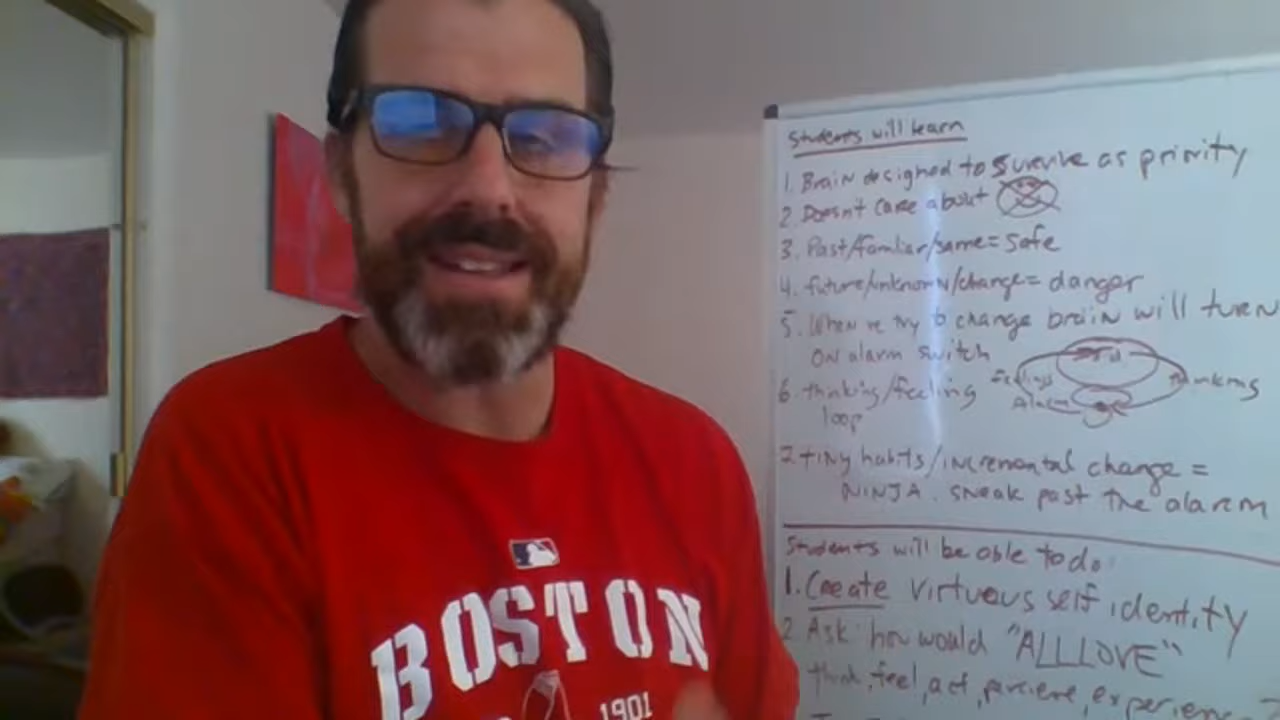 Students will learn
1. Brain designed to survive as priority
2. Doesn't care about
3. Past/familiar/same = safe
4. future/unknown/change = danger
5. When we try to change brain will turn
ON alarm switch
6. thinking/feeling
loop
Feelings
thinking
Alarm
7. tiny habits/incremental change =
NINJA. sneak past the alarm
Students will be able to do:
1. Create virtuous self identity
2. Ask how would "ALLLOVE"
think, feel, act, perceive, experience
BOSTON
1901